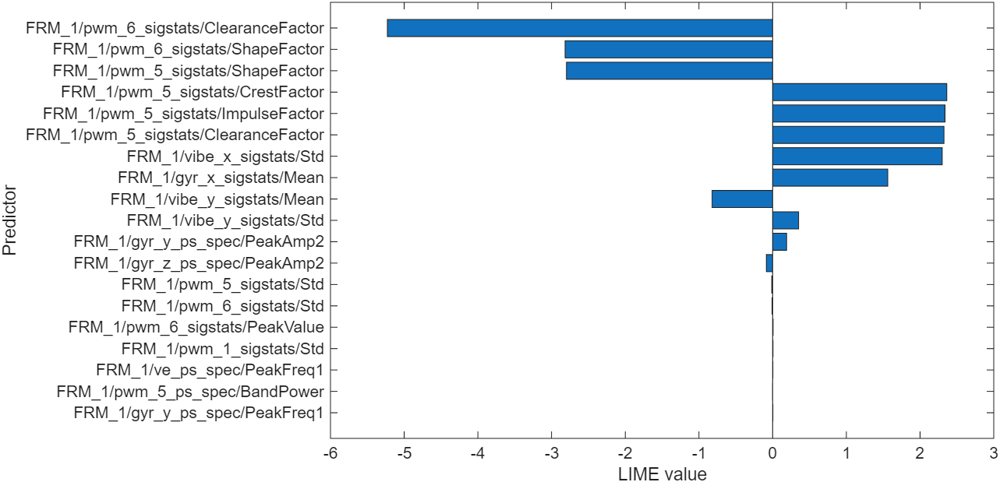 FRM_1/pwm_6_sigstats/ClearanceFactor
FRM_1/pwm_6_sigstats/ShapeFactor
FRM_1/pwm_5_sigstats/ShapeFactor
FRM_1/pwm_5_sigstats/CrestFactor
FRM_1/pwm_5_sigstats/ImpulseFactor
FRM_1/pwm_5_sigstats/ClearanceFactor
FRM_1/vibe_x_sigstats/Std
FRM_1/gyr_x_sigstats/Mean
FRM_1/vibe_y_sigstats/Mean
FRM_1/vibe_y_sigstats/Std
FRM_1/gyr_y_ps_spec/PeakAmp2
FRM_1/gyr_z_ps_spec/PeakAmp2
FRM_1/pwm_5_sigstats/Std
FRM_1/pwm_6_sigstats/Std
FRM_1/pwm_6_sigstats/PeakValue
FRM_1/pwm_1_sigstats/Std
FRM_1/ve_ps_spec/PeakFreq1
FRM_1/pwm_5_ps_spec/BandPower
FRM_1/gyr_y_ps_spec/PeakFreq1
Predictor
-6 -5 -4 -3 -2 -1 0 1 2 3
LIME value